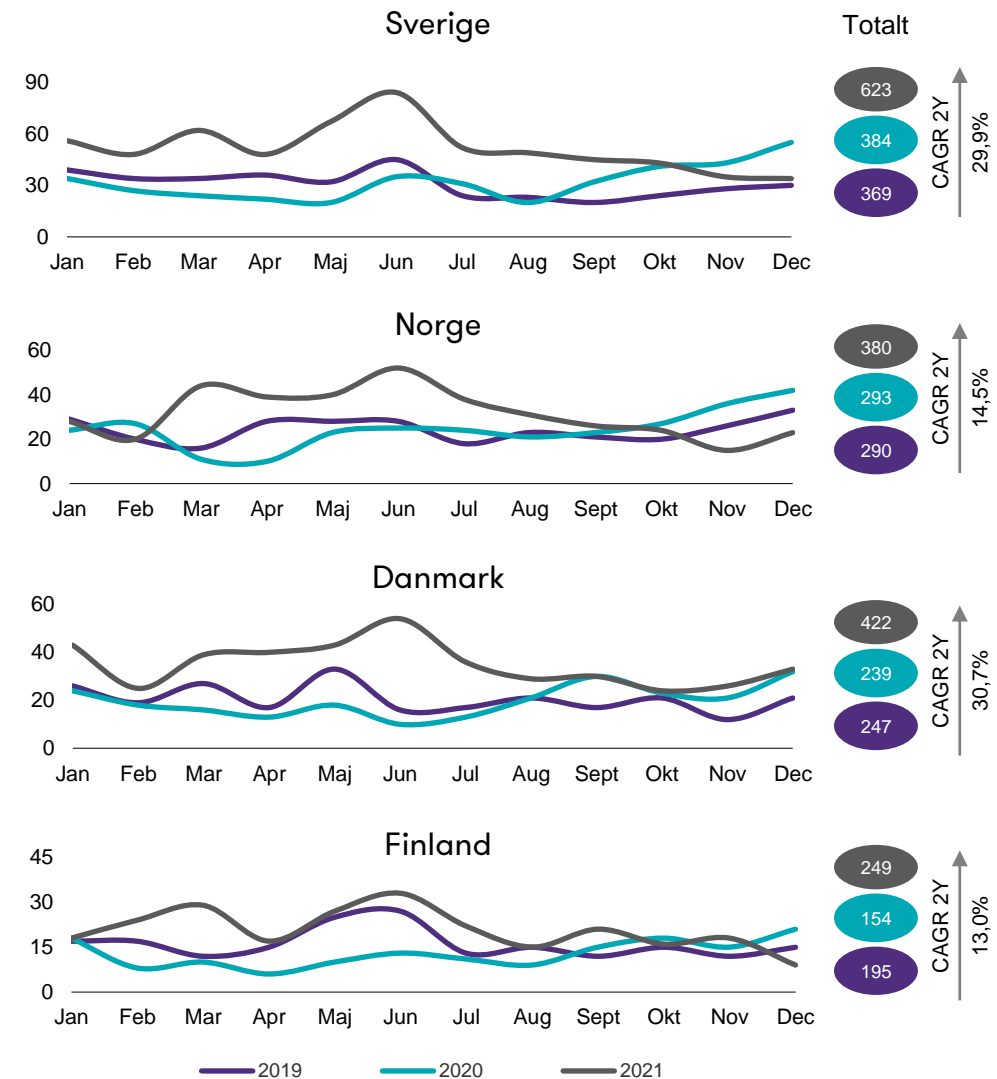 Sverige
Totalt
90
60
30
0
Jan Feb Mar Apr Maj Jun Jul Aug Sept Okt Nov Dec
623
384
369
CAGR 2Y
29,9%
Norge
60
40
20
0
Jan Feb Mar Apr Maj Jun Jul Aug Sept Okt Nov Dec
380
293
290
CAGR 2Y
14,5%
Danmark
60
40
20
0
Jan Feb Mar Apr Maj Jun Jul Aug Sept Okt Nov Dec
422
239
247
CAGR 2Y
30,7%
Finland
45
30
15
0
Jan Feb Mar Apr Maj Jun Jul Aug Sept Okt Nov Dec
249
154
195
CAGR 2Y
13,0%
2019 2020 2021